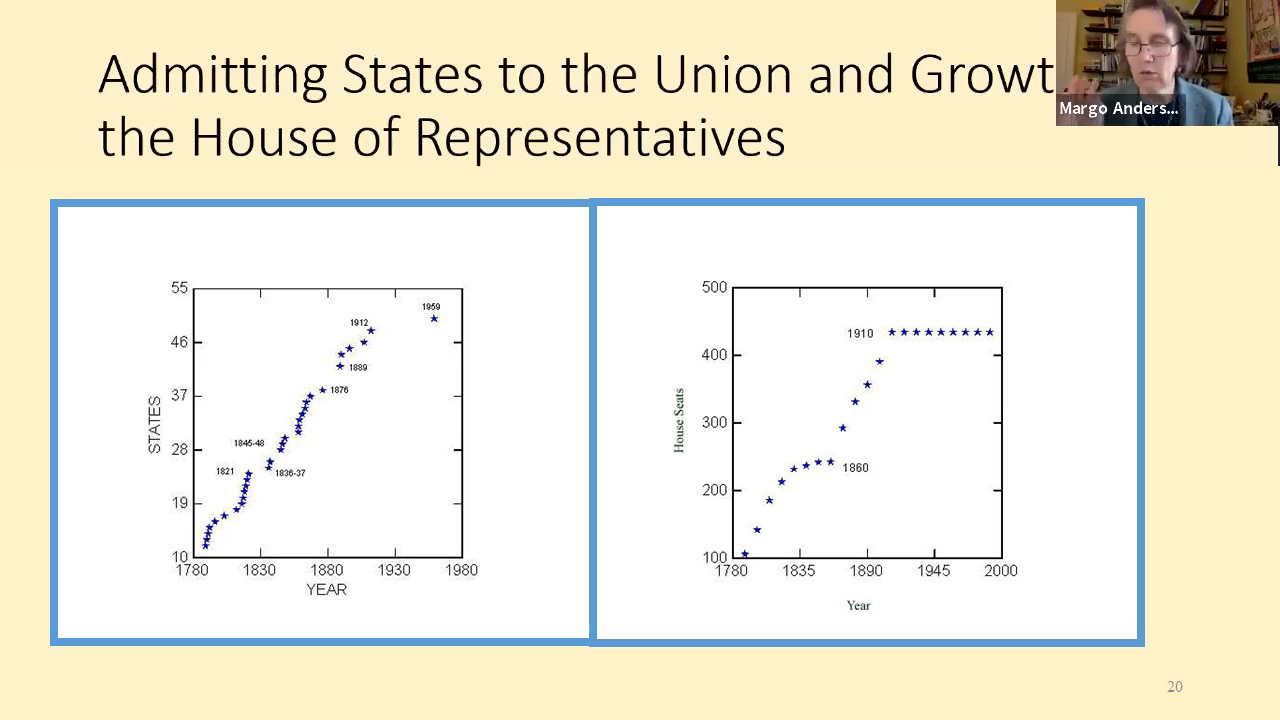 Admitting States to the Union and Growt
the House of Representatives
Margo Anders...
55
46
37
28
19
10
STATES
1780 1830 1880 1930 1980
YEAR
1959
1912
1889
1876
1845-48
1821
1836-37
500
400
300
200
100
House Seats
1780 1835 1890 1945 2000
Year
1910
1860
20